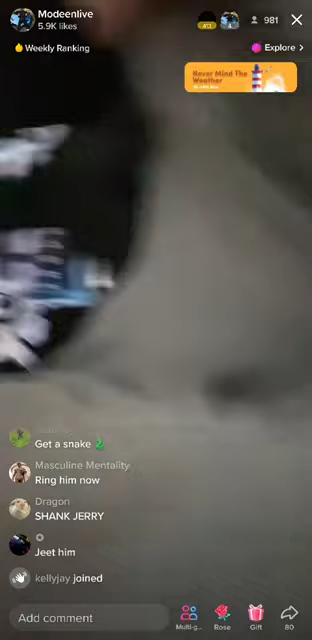 Modeenlive
5.9K likes
981
Weekly Ranking
Explore >
Never Mind The
Weather
Get a snake 🐍
Masculine Mentality
Ring him now
Dragon
SHANK JERRY
Jeet him
kellyjay joined
Add comment
Multi-g...
Rose
Gift
80